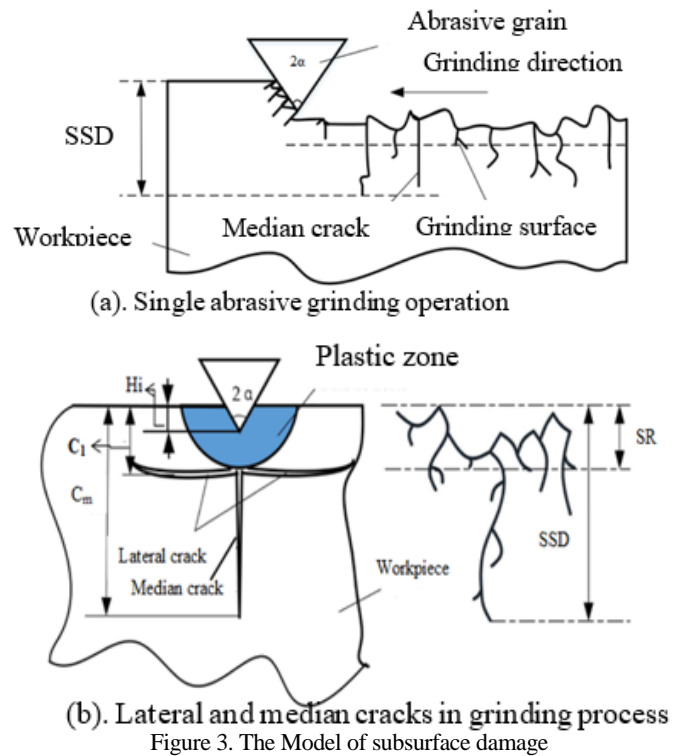 Abrasive grain
2α
Grinding direction
SSD
Median crack
Grinding surface
Workpiece
(a). Single abrasive grinding operation
Plastic zone
Hi
2 α
C₁
Cₘ
SR
SSD
Lateral crack
Median crack
Workpiece
(b). Lateral and median cracks in grinding process
Figure 3. The Model of subsurface damage